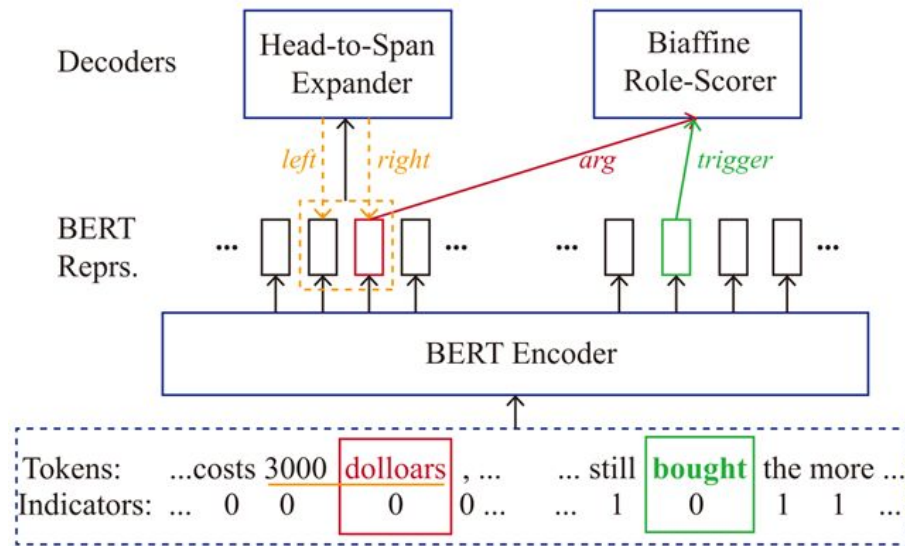 Decoders
Head-to-Span
Expander
Biaffine
Role-Scorer
left
right
arg
trigger
BERT
Reprs.
... ... ... ...
BERT Encoder
Tokens: ...costs 3000 dolloars , ... ... still bought the more ...
Indicators: ... 0 0 0 0 ... ... 1 0 1 1 ...